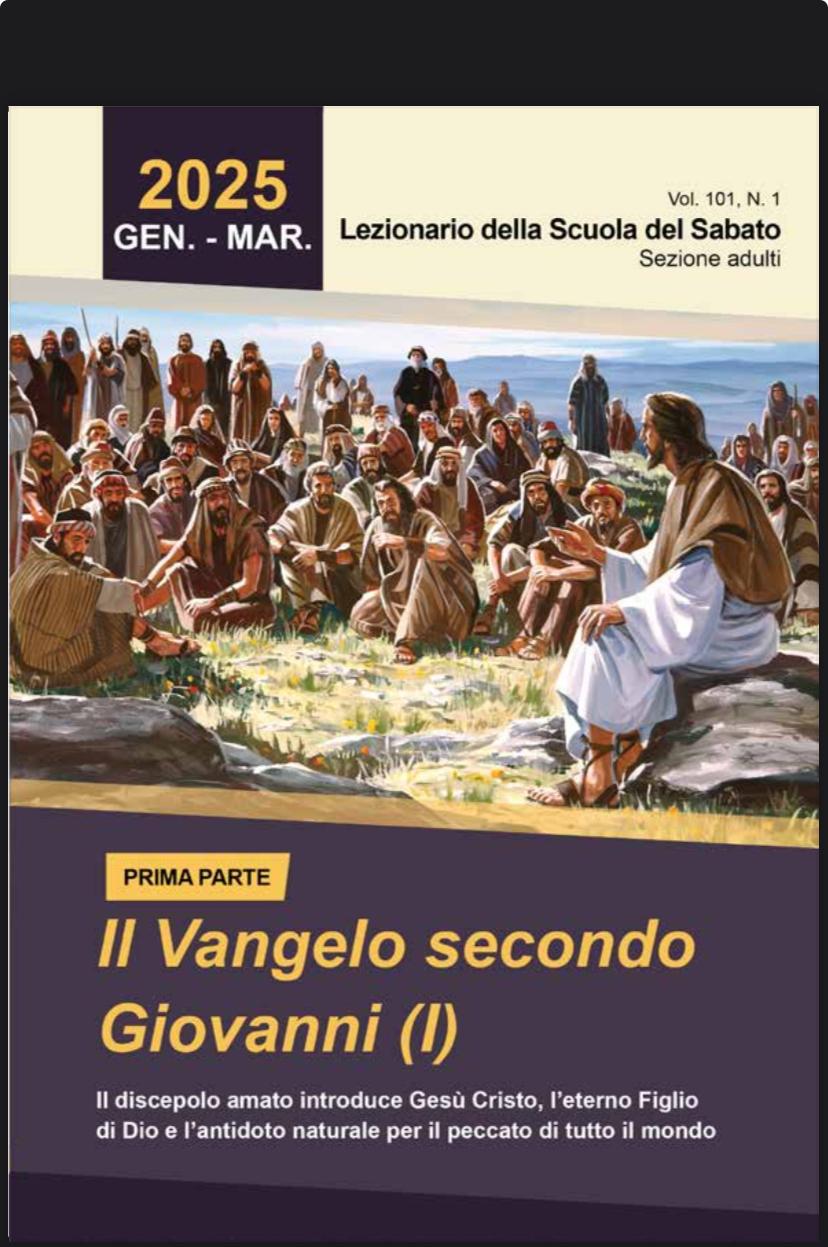 2025
GEN. - MAR.
Vol. 101, N. 1
Lezionario della Scuola del Sabato
Sezione adulti
PRIMA PARTE
Il Vangelo secondo
Giovanni (I)
Il discepolo amato introduce Gesù Cristo, l'eterno Figlio
di Dio e l'antidoto naturale per il peccato di tutto il mondo